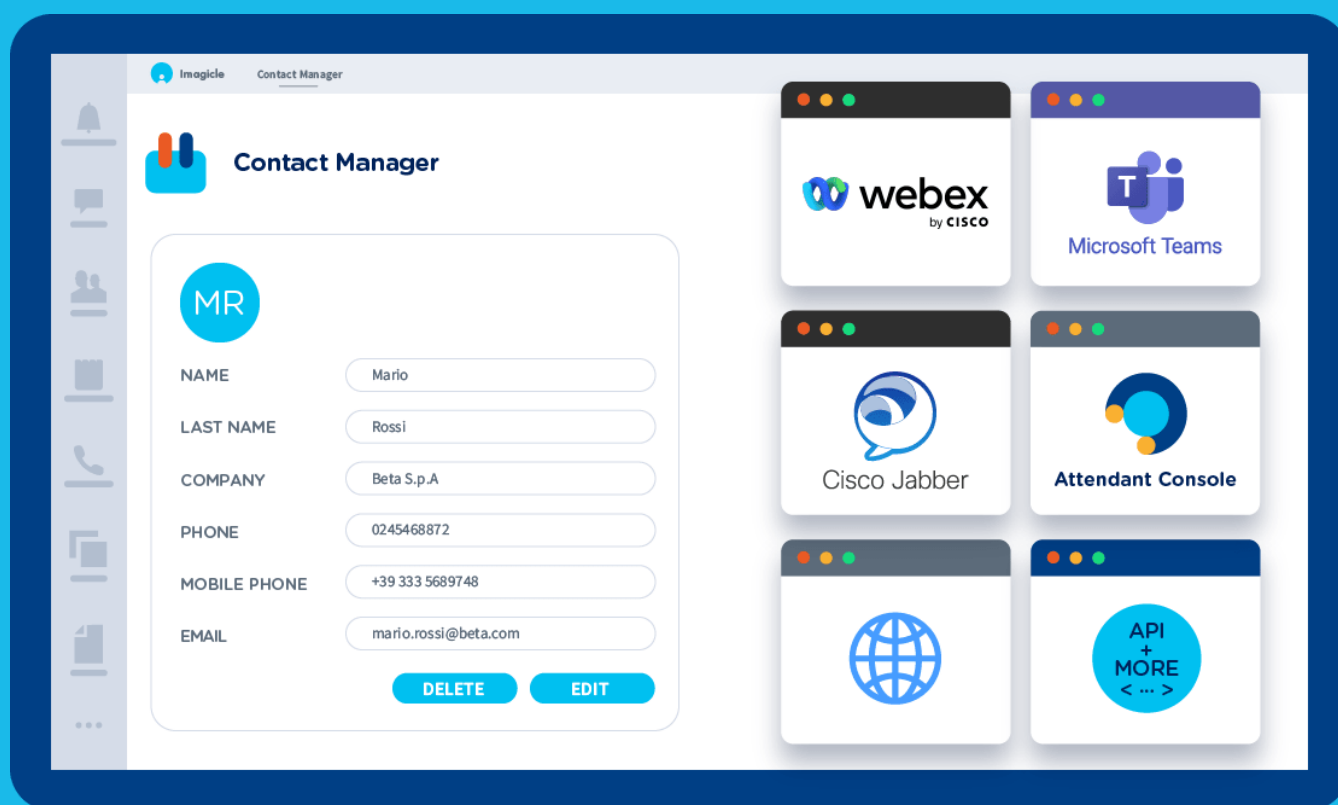 Imagicle Contact Manager
Contact Manager
MR
NAME Mario
LAST NAME Rossi
COMPANY Beta S.p.A
PHONE 0245468872
MOBILE PHONE +39 333 5689748
EMAIL mario.rossi@beta.com
DELETE EDIT
webex
by CISCO
T
Microsoft Teams
Cisco Jabber
Attendant Console
API
+
MORE
< ... >